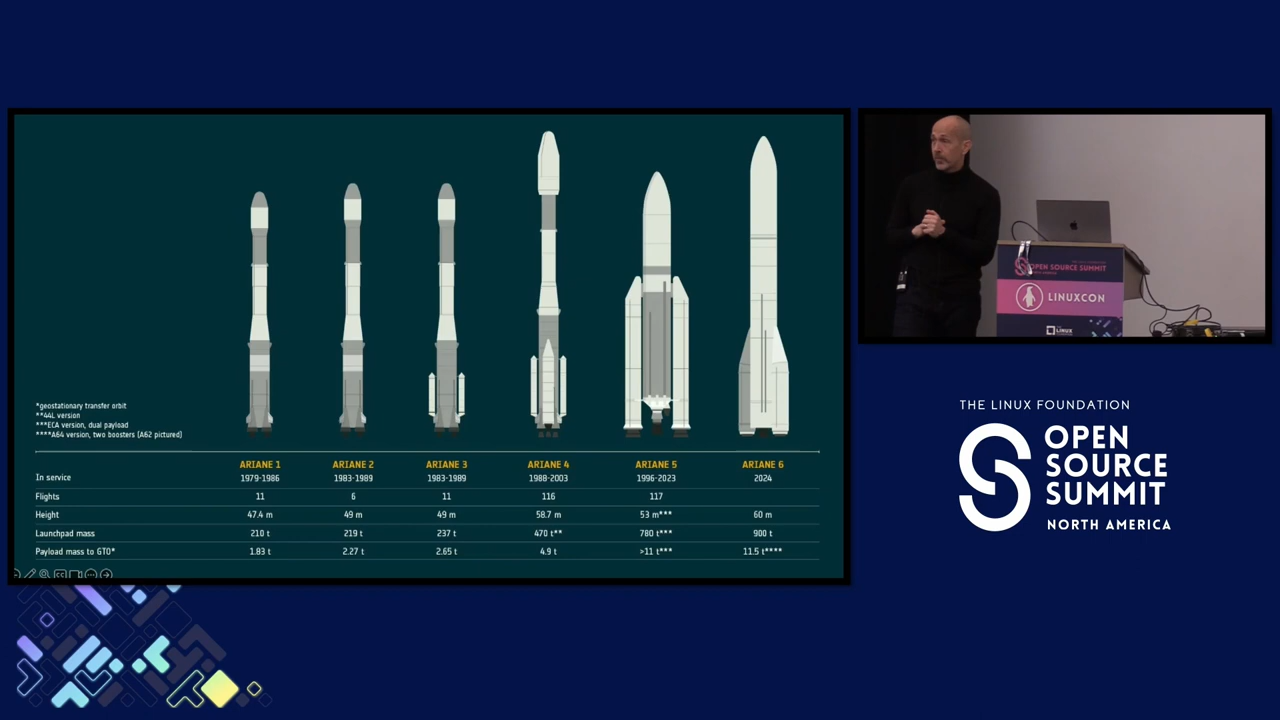 *geostationary transfer orbit
**44L version
***ECA version, dual payload
****A64 version, two boosters (A62 pictured)
ARIANE 1 ARIANE 2 ARIANE 3 ARIANE 4 ARIANE 5 ARIANE 6
In service 1979-1986 1983-1989 1983-1989 1988-2003 1996-2023 2024
Flights 11 6 11 116 117
Height 47.4 m 49 m 49 m 58.7 m 53 m*** 60 m
Launchpad mass 210 t 219 t 237 t 470 t** 780 t*** 900 t
Payload mass to GTO* 1.83 t 2.27 t 2.65 t 4.9 t >11 t*** 11.5 t****
OPEN SOURCE SUMMIT
LINUXCON
LINUX
THE LINUX FOUNDATION
OPEN
SOURCE
SUMMIT
NORTH AMERICA